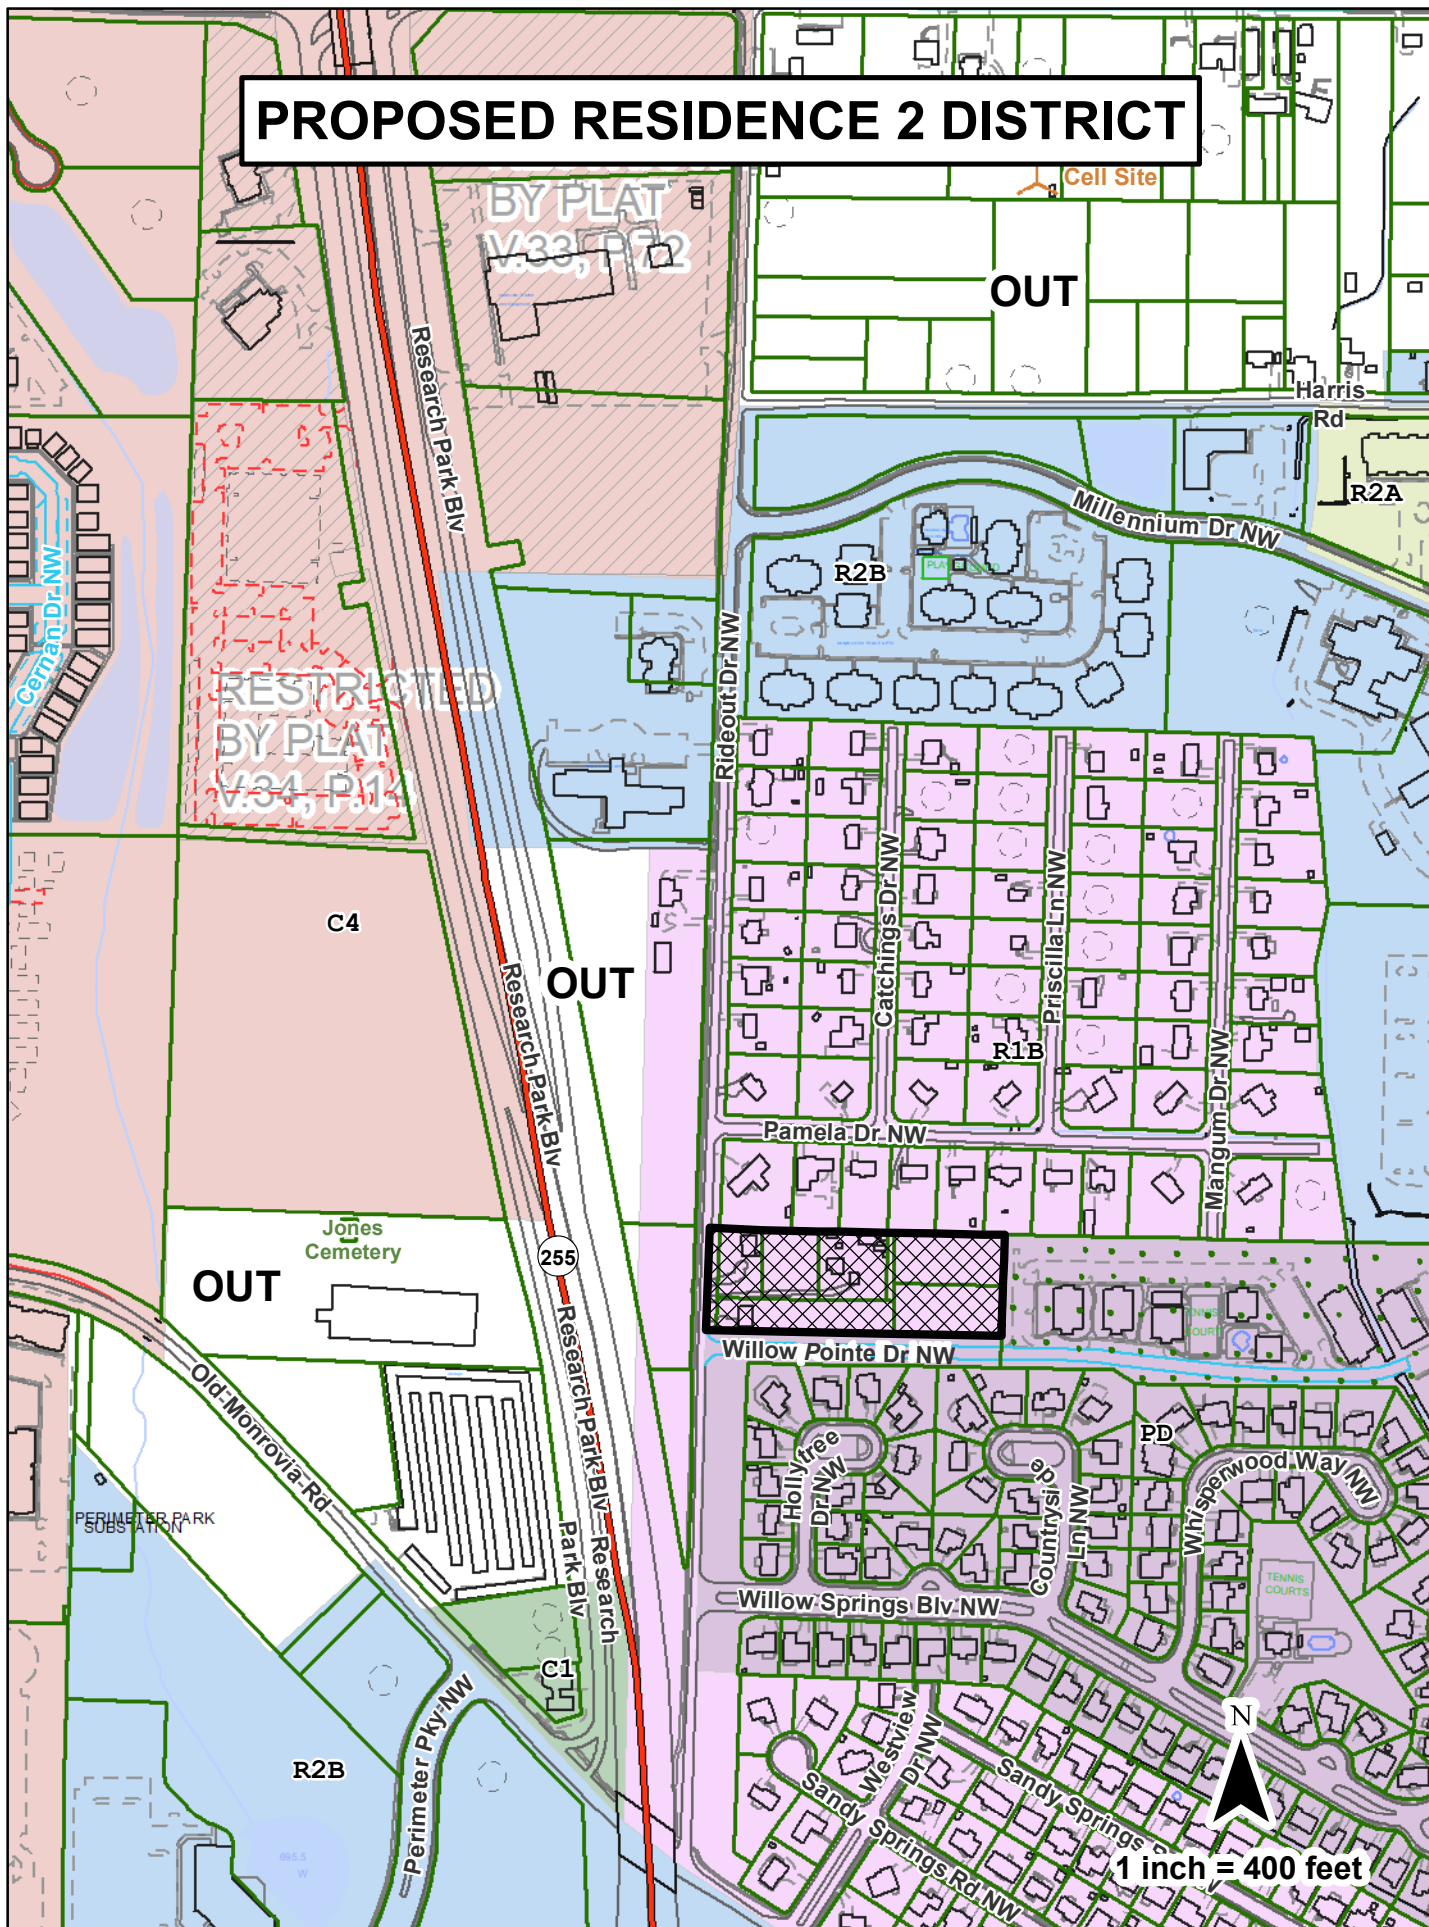 PROPOSED RESIDENCE 2 DISTRICT
BY PLAT
V.33, P.72
Cell Site
OUT
Harris
Rd
R2A
Research Park Blv
Millennium Dr NW
R2B
Cernan Dr NW
Rideout Dr NW
RESTRICTED
BY PLAT
V.34, P.14
C4
OUT
Research Park Blv
Catchings Dr NW
Priscilla Ln NW
Mangum Dr NW
R1B
Pamela Dr NW
Jones
Cemetery
OUT
255
Willow Pointe Dr NW
Old Monrovia Rd
Research Park Blv
Research
Park Blv
PERIMETER PARK
SUBSTATION
Hollytree
Dr NW
Countryside
Ln NW
PD
Whisperwood Way NW
TENNIS
COURTS
Willow Springs Blv NW
C1
R2B
Perimeter Pky NW
Westview
Dr NW
Sandy Springs Rd NW
Sandy Springs
N
695.5
W
1 inch = 400 feet